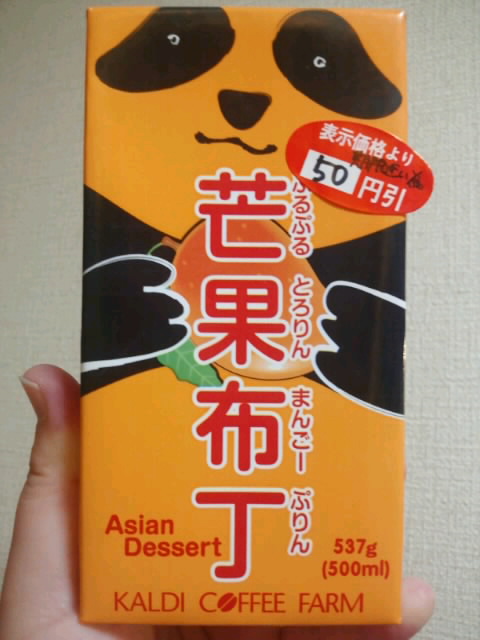 表示価格より
50円引
芒果布丁
ぷるぷる とろりん まんごー ぷりん
Asian
Dessert
537g
(500ml)
KALDI COFFEE FARM